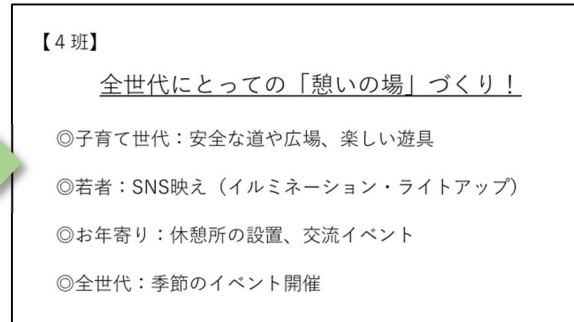 【4班】
全世代にとっての「憩いの場」づくり！
◎子育て世代：安全な道や広場、楽しい遊具
◎若者：SNS映え（イルミネーション・ライトアップ）
◎お年寄り：休憩所の設置、交流イベント
◎全世代：季節のイベント開催